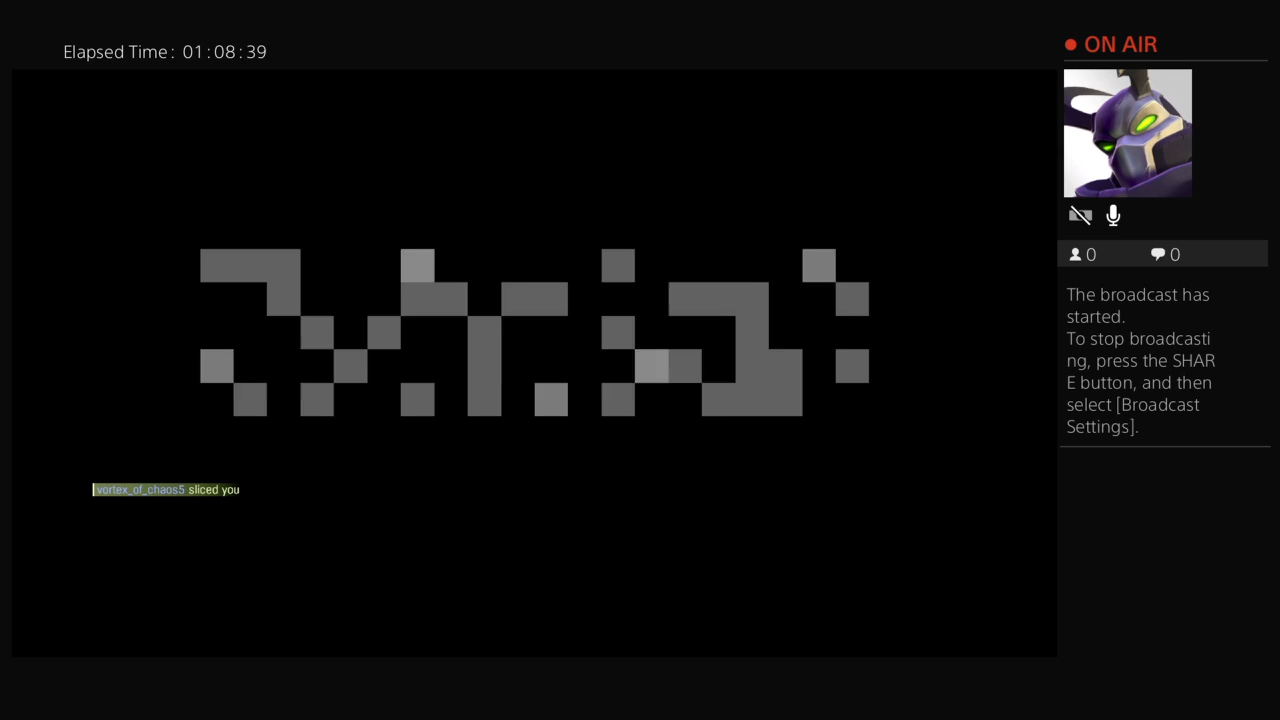 Elapsed Time: 01:08:39
ON AIR
0
0
The broadcast has
started.
To stop broadcasti
ng, press the SHAR
E button, and then
select [Broadcast
Settings].
vortex_of_chaos5 sliced you